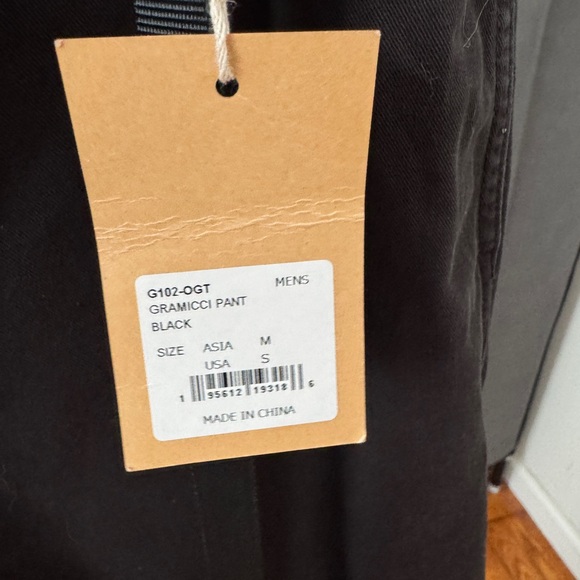 G102-OGT MENS
GRAMICCI PANT
BLACK
SIZE ASIA M
USA S
1 95612 19318 6
MADE IN CHINA